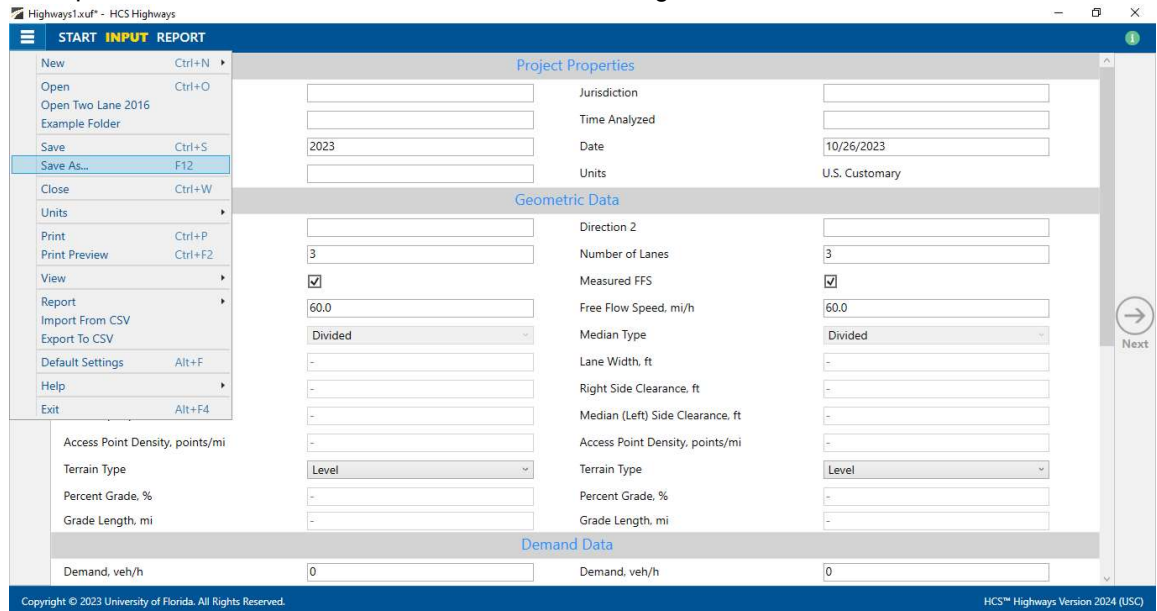 Highways1.xuf* - HCS Highways
START INPUT REPORT
New Ctrl+N
Open Ctrl+O
Open Two Lane 2016
Example Folder
Save Ctrl+S
Save As... F12
Close Ctrl+W
Units
Print Ctrl+P
Print Preview Ctrl+F2
View
Report
Import From CSV
Export To CSV
Default Settings Alt+F
Help
Exit Alt+F4
Project Properties
Jurisdiction
Time Analyzed
2023 Date 10/26/2023
Units U.S. Customary
Geometric Data
Direction 2
3 Number of Lanes 3
Measured FFS
60.0 Free Flow Speed, mi/h 60.0
Divided Median Type Divided
- Lane Width, ft -
- Right Side Clearance, ft -
- Median (Left) Side Clearance, ft -
Access Point Density, points/mi - Access Point Density, points/mi -
Terrain Type Level Terrain Type Level
Percent Grade, % - Percent Grade, % -
Grade Length, mi - Grade Length, mi -
Demand Data
Demand, veh/h 0 Demand, veh/h 0
Next
Copyright © 2023 University of Florida. All Rights Reserved. HCS™ Highways Version 2024 (USC)